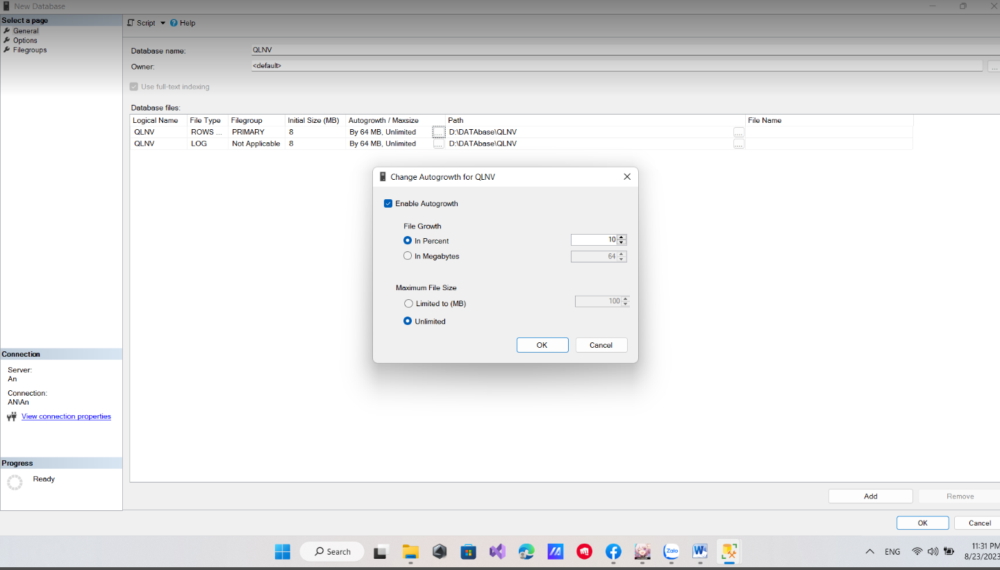 New Database
Select a page
General
Options
Filegroups
Script
Help
Database name:
QLNV
Owner:
<default>
...
Use full-text indexing
Database files:
Logical Name File Type Filegroup Initial Size (MB) Autogrowth / Maxsize Path File Name
QLNV ROWS ... PRIMARY 8 By 64 MB, Unlimited ... D:\DATAbase\QLNV ...
QLNV LOG Not Applicable 8 By 64 MB, Unlimited ... D:\DATAbase\QLNV ...
Change Autogrowth for QLNV
Enable Autogrowth
File Growth
In Percent 10
In Megabytes 64
Maximum File Size
Limited to (MB) 100
Unlimited
OK Cancel
Connection
Server:
An
Connection:
AN\An
View connection properties
Progress
Ready
Add Remove
OK Cancel
Search
Zalo
W
ENG
11:31 PM
8/23/2023